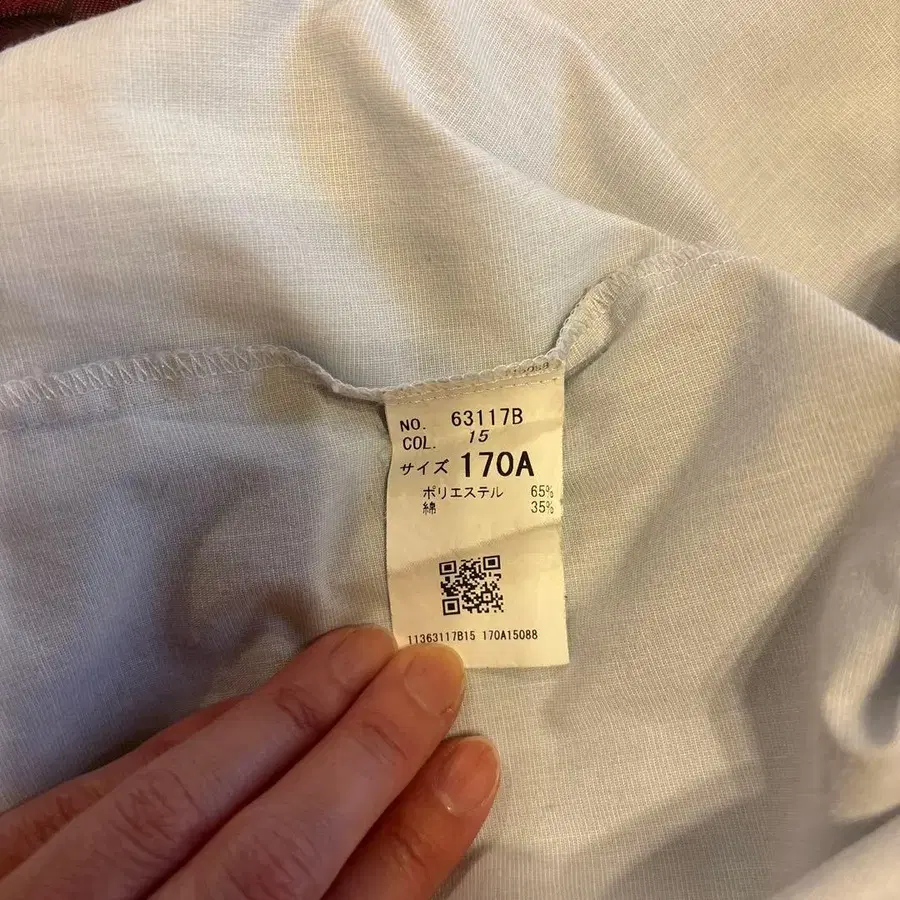 NO. 63117B
COL. 15
サイズ 170A
ポリエステル 65%
綿 35%
11363117B15 170A15088